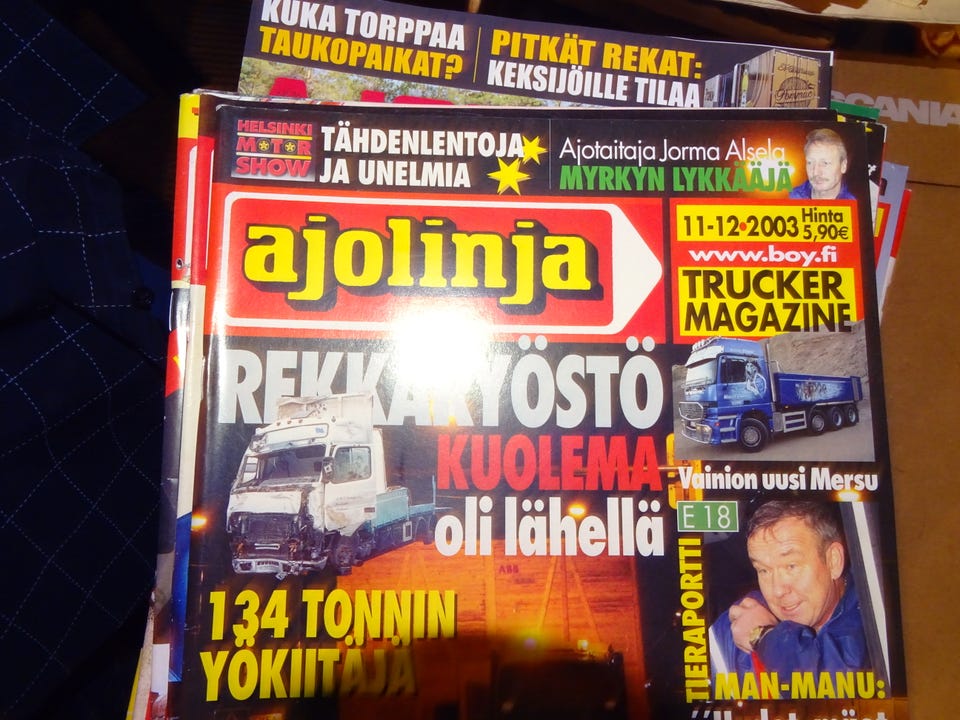 KUKA TORPPAA
TAUKOPAIKAT?
PITKÄT REKAT:
KEKSIJÖILLE TILAA
SCANIA
HELSINKI
MOTOR
SHOW
TÄHDENLENTOJA
JA UNELMIA
Ajotaitaja Jorma Alsela
MYRKYN LYKKÄÄJÄ
ajolinja
11-12•2003 Hinta
5,90€
www.boy.fi
TRUCKER
MAGAZINE
REKKARYÖSTÖ
KUOLEMA
oli lähellä
Vainion uusi Mersu
E 18
TIERAPORTTI
134 TONNIN
YÖKIITÄJÄ
MAN-MANU: